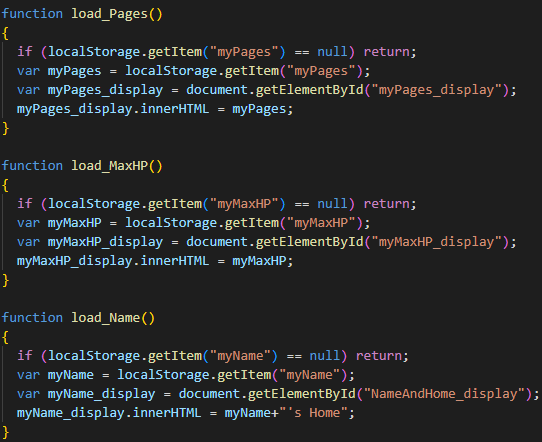 function load_Pages()
{
  if (localStorage.getItem("myPages") == null) return;
  var myPages = localStorage.getItem("myPages");
  var myPages_display = document.getElementById("myPages_display");
  myPages_display.innerHTML = myPages;
}

function load_MaxHP()
{
  if (localStorage.getItem("myMaxHP") == null) return;
  var myMaxHP = localStorage.getItem("myMaxHP");
  var myMaxHP_display = document.getElementById("myMaxHP_display");
  myMaxHP_display.innerHTML = myMaxHP;
}

function load_Name()
{
  if (localStorage.getItem("myName") == null) return;
  var myName = localStorage.getItem("myName");
  var myName_display = document.getElementById("NameAndHome_display");
  myName_display.innerHTML = myName+"'s Home";
}